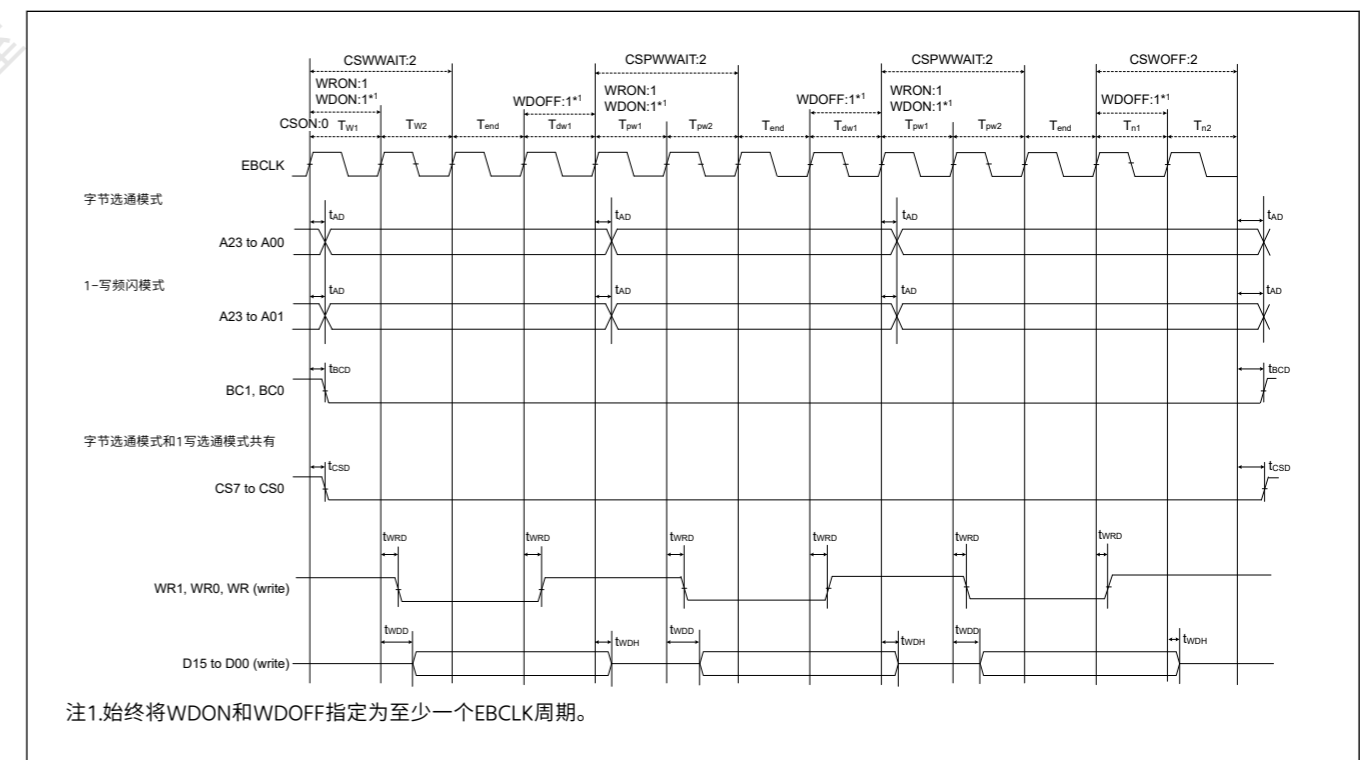 CSWWAIT:2 CSPWWAIT:2 CSPWWAIT:2 CSWOFF:2
WRON:1 WRON:1 WRON:1
WDON:1*1 WDOFF:1*1 WDON:1*1 WDOFF:1*1 WDON:1*1 WDOFF:1*1
CSON:0 TW1 TW2 Tend Tdw1 Tpw1 Tpw2 Tend Tdw1 Tpw1 Tpw2 Tend Tn1 Tn2
EBCLK
字节选通模式
tAD tAD tAD tAD
A23 to A00
1-写频闪模式
tAD tAD tAD tAD
A23 to A01
tBCD tBCD
BC1, BC0
字节选通模式和1写选通模式共有
tCSD tCSD
CS7 to CS0
tWRD tWRD tWRD tWRD tWRD tWRD
WR1, WR0, WR (write)
tWDD tWDH tWDD tWDH tWDD tWDH
D15 to D00 (write)
注1.始终将WDON和WDOFF指定为至少一个EBCLK周期。